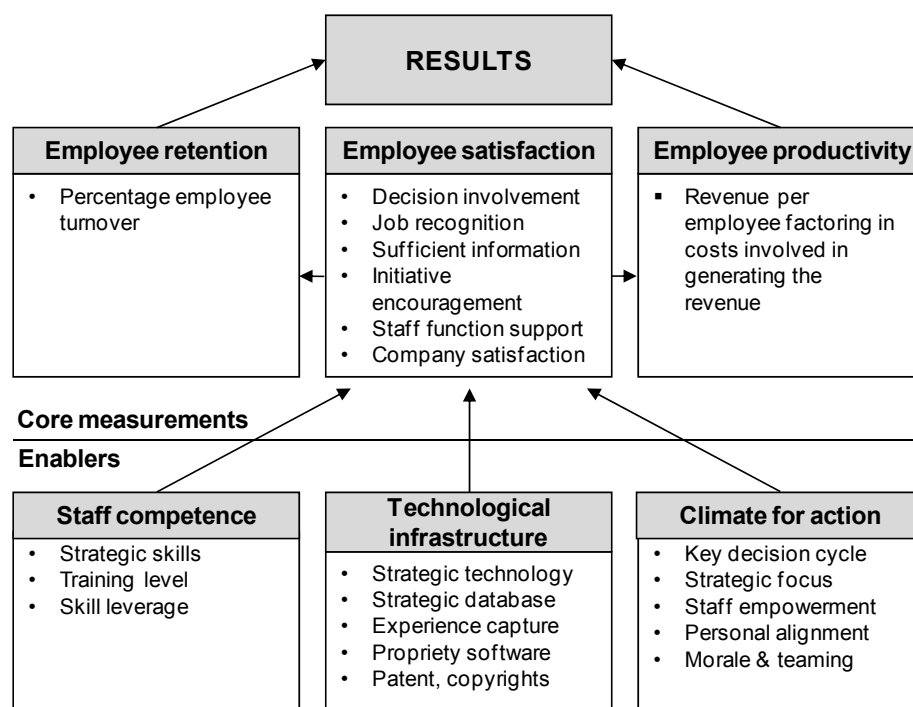 RESULTS
Employee retention
• Percentage employee
turnover
Employee satisfaction
• Decision involvement
• Job recognition
• Sufficient information
• Initiative
encouragement
• Staff function support
• Company satisfaction
Employee productivity
▪ Revenue per
employee factoring in
costs involved in
generating the
revenue
Core measurements
Enablers
Staff competence
• Strategic skills
• Training level
• Skill leverage
Technological
infrastructure
• Strategic technology
• Strategic database
• Experience capture
• Propriety software
• Patent, copyrights
Climate for action
• Key decision cycle
• Strategic focus
• Staff empowerment
• Personal alignment
• Morale & teaming